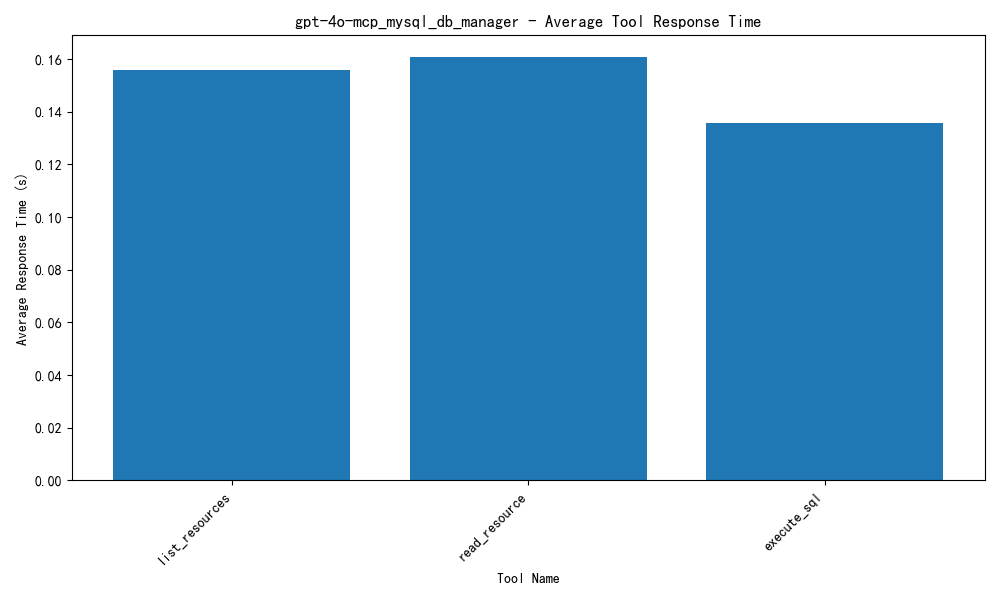 gpt-4o-mcp_mysql_db_manager - Average Tool Response Time
Average Response Time (s)
0.16
0.14
0.12
0.10
0.08
0.06
0.04
0.02
0.00
list_resources
read_resource
execute_sql
Tool Name